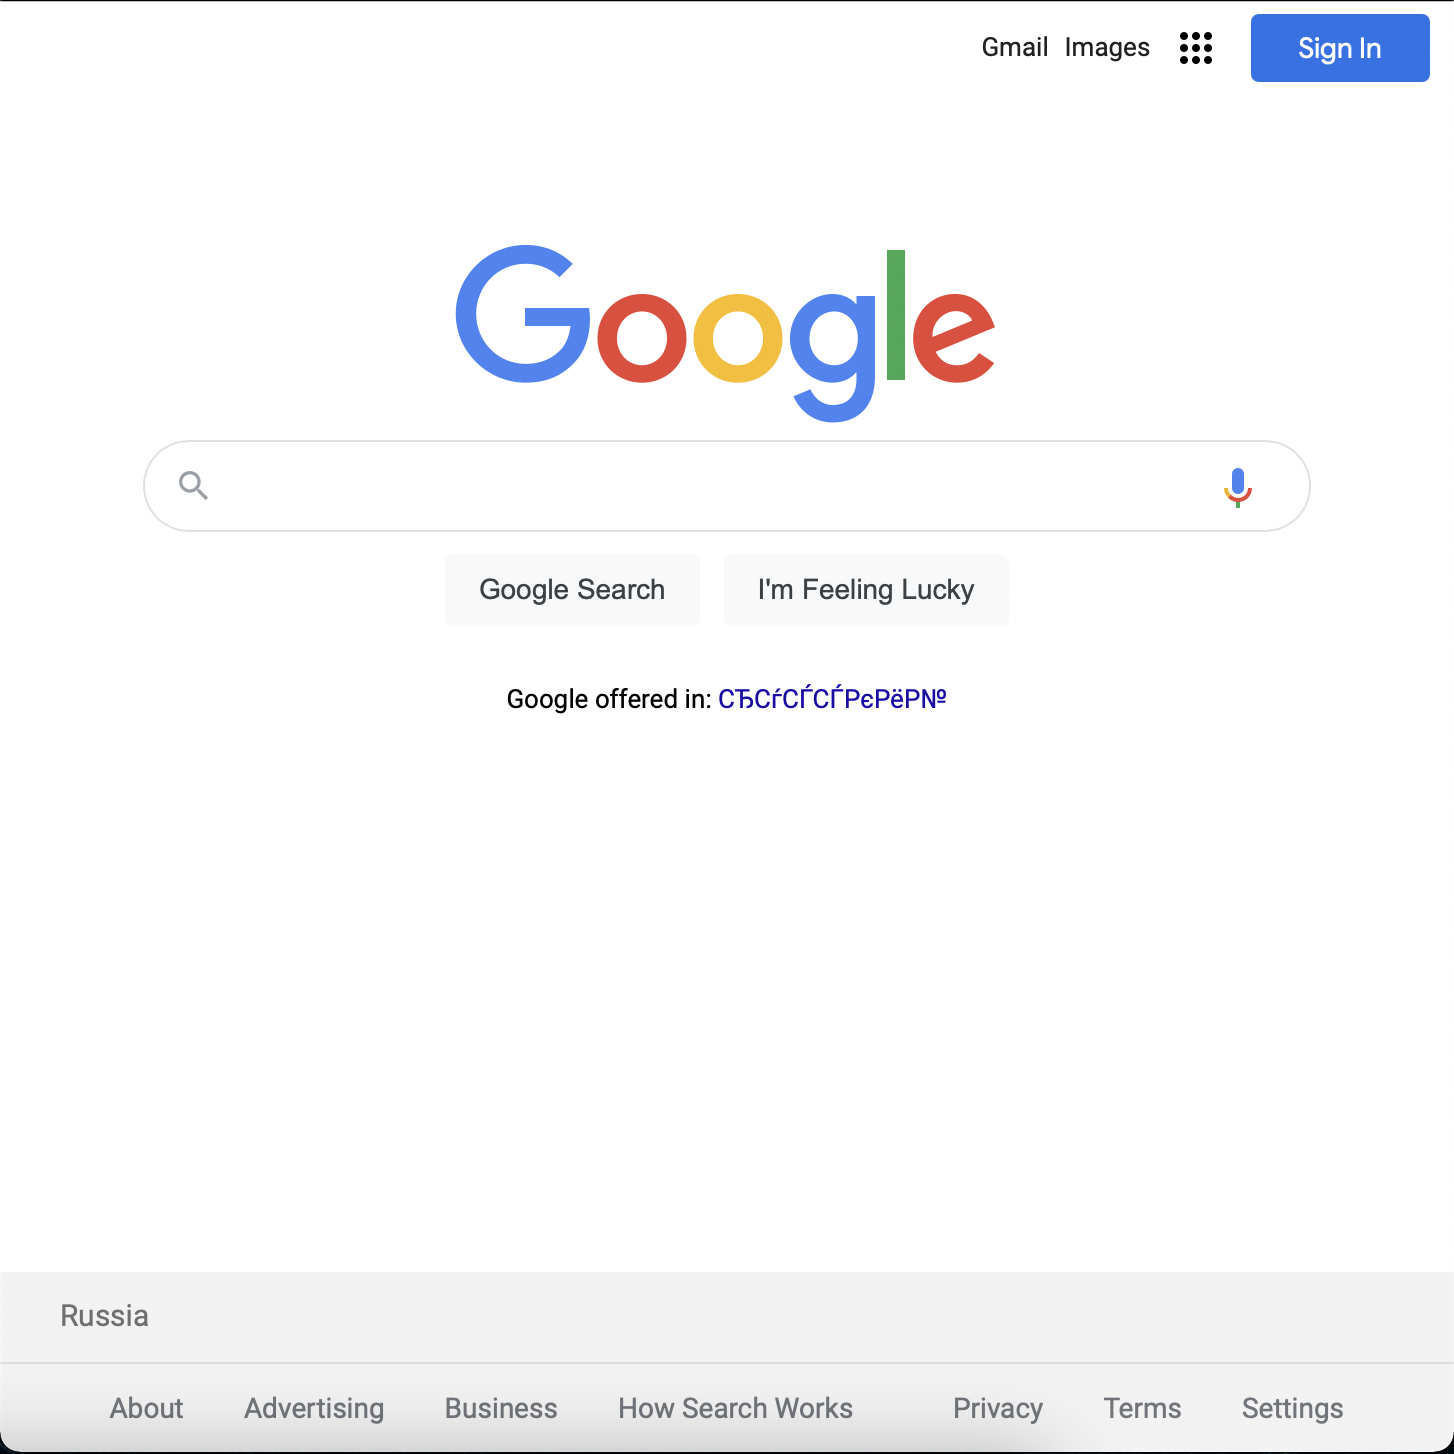 Gmail Images Sign In
Google
Google Search I'm Feeling Lucky
Google offered in: СЂСѓСЃСЃРєРёР№
Russia
About Advertising Business How Search Works Privacy Terms Settings